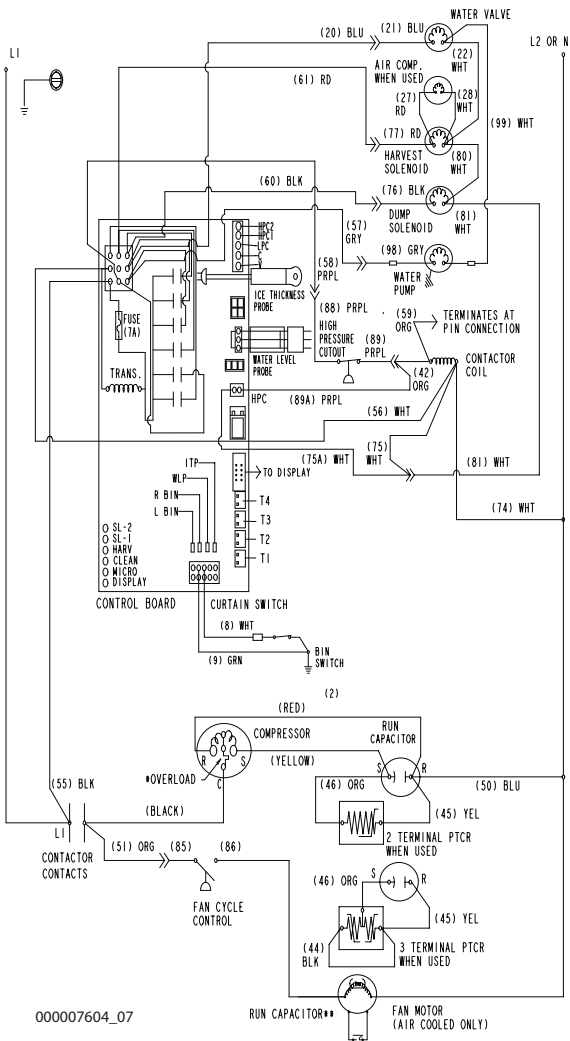 WATER VALVE
(20) BLU
(21) BLU
L1
L2 OR N
(22)
WHT
AIR COMP.
WHEN USED
(61) RD
(27)
RD
(28)
WHT
(99) WHT
(77) RD
HARVEST
SOLENOID
(80)
WHT
(60) BLK
(76) BLK
DUMP
SOLENOID
(81)
WHT
(57)
GRY
(98) GRY
WATER
PUMP
HPC2
HPC1
LPC
C
(58)
PRPL
ICE THICKNESS
PROBE
(88) PRPL
(59)
ORG
TERMINATES AT
PIN CONNECTION
FUSE
(7A)
HIGH
PRESSURE
CUTOUT
(89)
PRPL
WATER LEVEL
PROBE
CONTACTOR
COIL
TRANS.
(42)
ORG
HPC
(89A) PRPL
(56) WHT
(75)
WHT
(75A) WHT
(81) WHT
ITP
WLP
R BIN
L BIN
TO DISPLAY
T4
T3
T2
T1
(74) WHT
SL-2
SL-1
HARV
CLEAN
MICRO
DISPLAY
CONTROL BOARD
CURTAIN SWITCH
(8) WHT
(9) GRN
BIN
SWITCH
(2)
(RED)
COMPRESSOR
RUN
CAPACITOR
R
S
(YELLOW)
S
R
*OVERLOAD
C
(55) BLK
(46) ORG
(50) BLU
(BLACK)
(45) YEL
L1
2 TERMINAL PTCR
WHEN USED
CONTACTOR
CONTACTS
(51) ORG
(85)
(86)
FAN CYCLE
CONTROL
(46) ORG
S
R
(45) YEL
(44)
BLK
3 TERMINAL PTCR
WHEN USED
RUN CAPACITOR**
FAN MOTOR
(AIR COOLED ONLY)
000007604_07